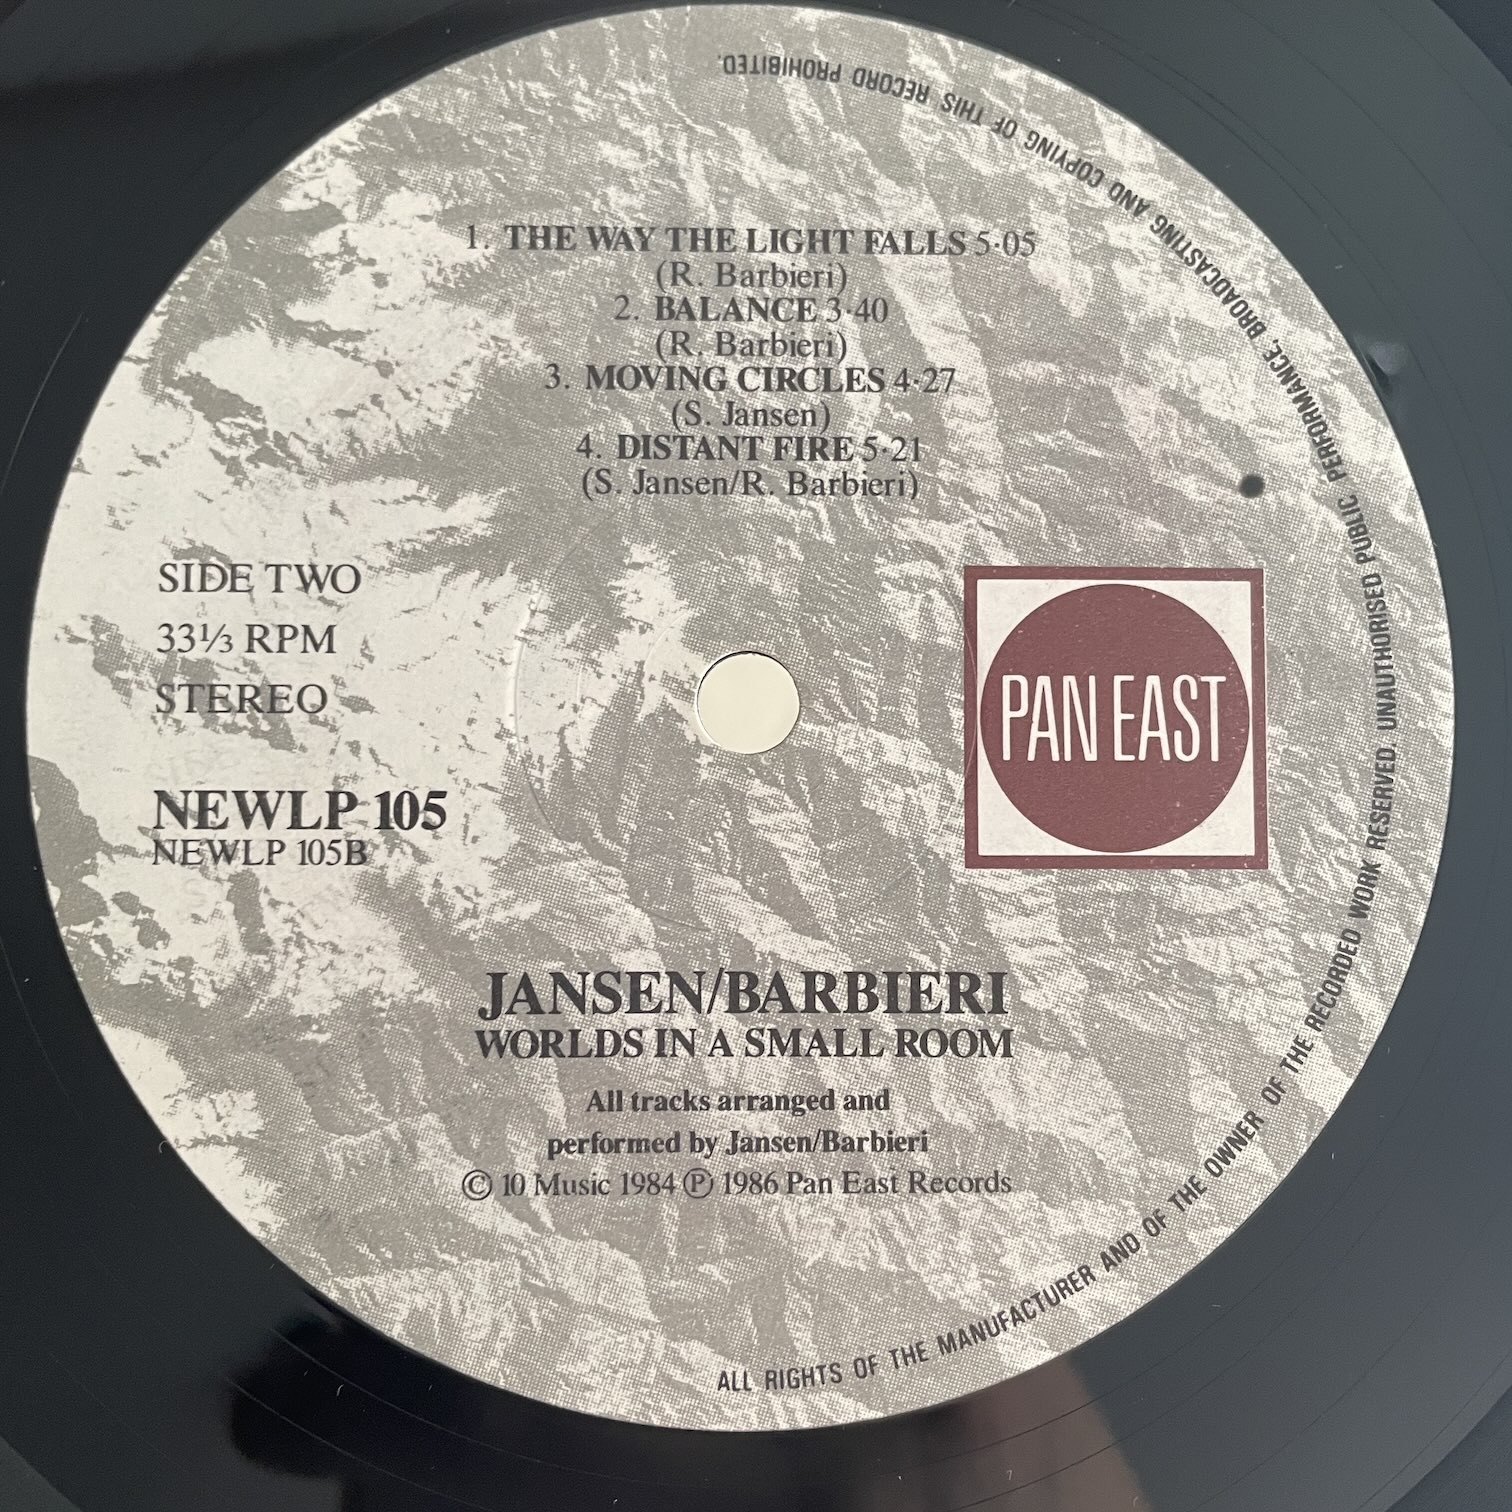 1. THE WAY THE LIGHT FALLS 5·05
(R. Barbieri)
2. BALANCE 3·40
(R. Barbieri)
3. MOVING CIRCLES 4·27
(S. Jansen)
4. DISTANT FIRE 5·21
(S. Jansen/R. Barbieri)
SIDE TWO
33⅓ RPM
STEREO
NEWLP 105
NEWLP 105B
PAN EAST
JANSEN/BARBIERI
WORLDS IN A SMALL ROOM
All tracks arranged and
performed by Jansen/Barbieri
© 10 Music 1984 ℗ 1986 Pan East Records
ALL RIGHTS OF THE MANUFACTURER AND OF THE OWNER OF THE RECORDED WORK RESERVED. UNAUTHORISED PUBLIC PERFORMANCE, BROADCASTING AND COPYING OF THIS RECORD PROHIBITED.